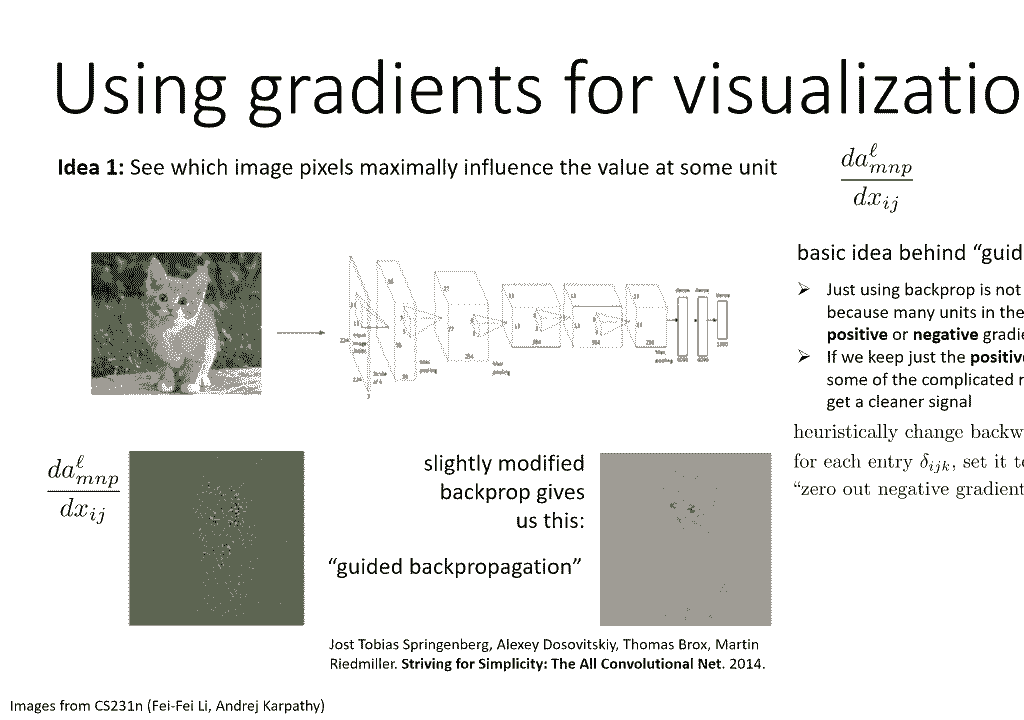 Using gradients for visualizatio
Idea 1: See which image pixels maximally influence the value at some unit
da^ℓ_{mnp}
dx_{ij}
basic idea behind “guid
➢ Just using backprop is not
because many units in the
positive or negative gradie
➢ If we keep just the positive
some of the complicated
get a cleaner signal
heuristically change backw
for each entry δ_{ijk}, set it to
“zero out negative gradient
da^ℓ_{mnp}
dx_{ij}
slightly modified
backprop gives
us this:
“guided backpropagation”
Jost Tobias Springenberg, Alexey Dosovitskiy, Thomas Brox, Martin
Riedmiller. Striving for Simplicity: The All Convolutional Net. 2014.
Images from CS231n (Fei-Fei Li, Andrej Karpathy)